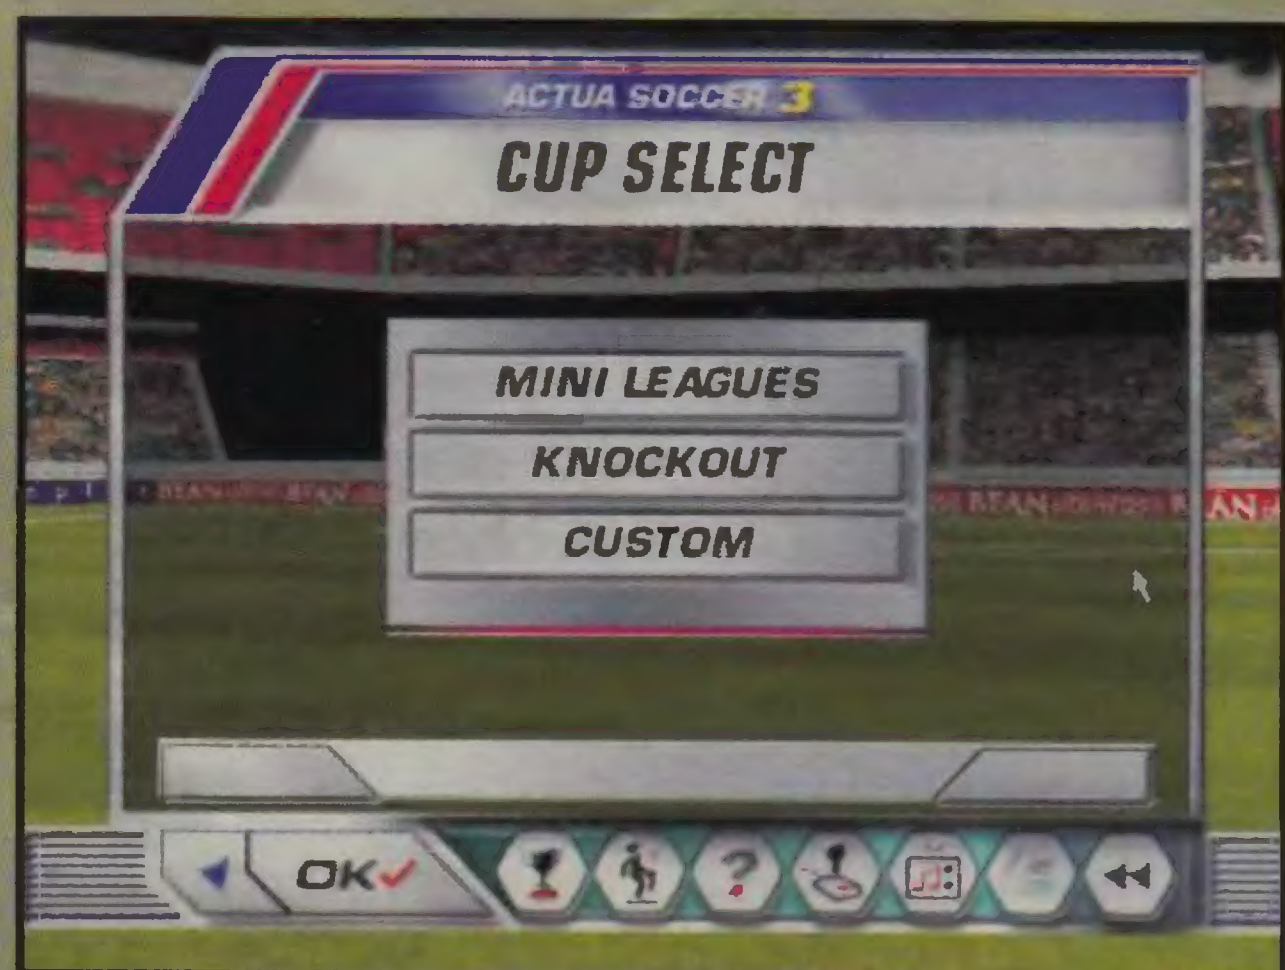 ACTUA SOCCER 3
CUP SELECT
MINI LEAGUES
KNOCKOUT
CUSTOM
OK